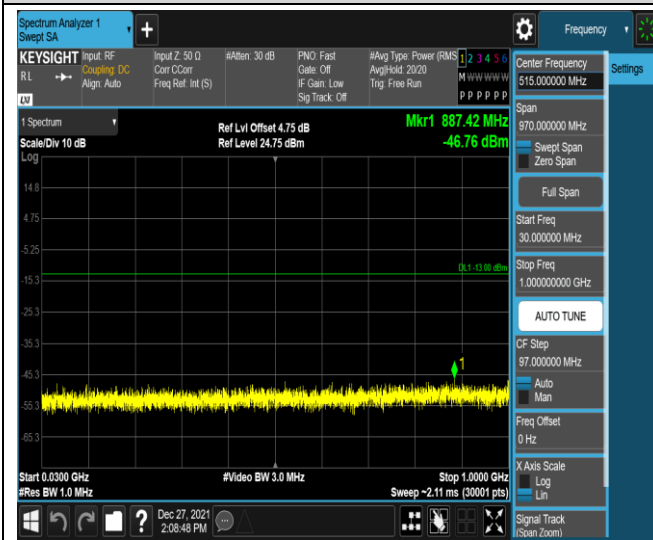 Spectrum Analyzer 1
Swept SA
Frequency
KEYSIGHT
RL
Input: RF
Coupling: DC
Align: Auto
Input Z: 50 Ω
Corr CCorr
Freq Ref: Int (S)
#Atten: 30 dB
PNO: Fast
Gate: Off
IF Gain: Low
Sig Track: Off
#Avg Type: Power (RMS
Avg|Hold: 20/20
Trig: Free Run
1 2 3 4 5 6
M W W W W W
P P P P P P
LXI
1 Spectrum
Scale/Div 10 dB
Log
Ref Lvl Offset 4.75 dB
Ref Level 24.75 dBm
Mkr1 887.42 MHz
-46.76 dBm
14.8
4.75
-5.25
-15.3
-25.3
-35.3
-45.3
-55.3
-65.3
DL1 -13.00 dBm
1
Start 0.0300 GHz
#Res BW 1.0 MHz
#Video BW 3.0 MHz
Stop 1.0000 GHz
Sweep ~2.11 ms (30001 pts)
Dec 27, 2021
2:08:48 PM
Center Frequency
515.000000 MHz
Settings
Span
970.000000 MHz
Swept Span
Zero Span
Full Span
Start Freq
30.000000 MHz
Stop Freq
1.000000000 GHz
AUTO TUNE
CF Step
97.000000 MHz
Auto
Man
Freq Offset
0 Hz
X Axis Scale
Log
Lin
Signal Track
(Span Zoom)